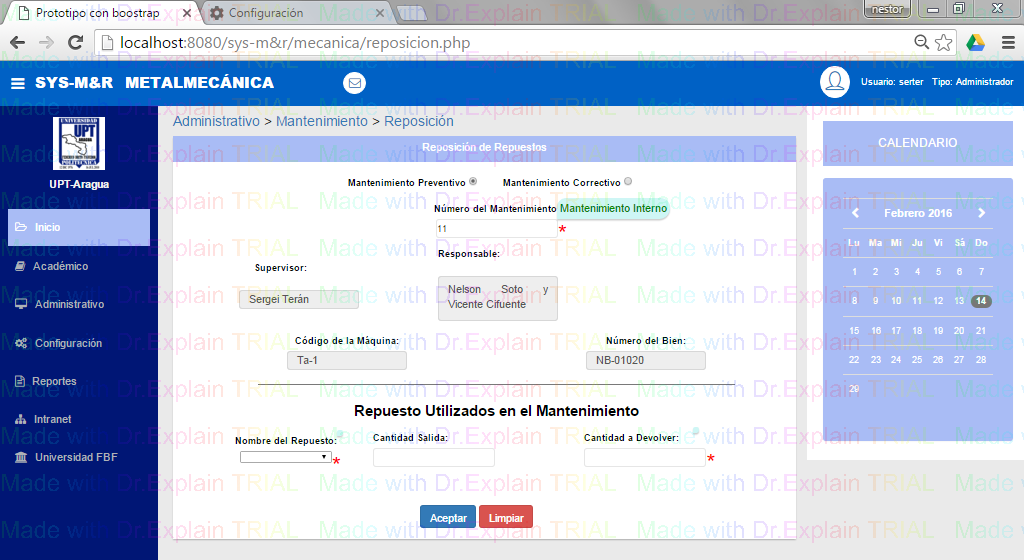 Prototipo con boostrap
Configuración
nestor
localhost:8080/sys-m&r/mecanica/reposicion.php
SYS-M&R METALMECÁNICA
Usuario: serter Tipo: Administrador
UNIVERSIDAD
UPT
ARAGUA
POLITECNICA
UPT-Aragua
Inicio
Académico
Administrativo
Configuración
Reportes
Intranet
Universidad FBF
Administrativo > Mantenimiento > Reposición
Reposición de Repuestos
Mantenimiento Preventivo
Mantenimiento Correctivo
Número del Mantenimiento Mantenimiento Interno
11 *
Supervisor:
Responsable:
Sergei Terán
Nelson Soto y
Vicente Cifuente
Código de la Máquina:
Número del Bien:
Ta-1
NB-01020
Repuesto Utilizados en el Mantenimiento
Nombre del Repuesto:
Cantidad Salida:
Cantidad a Devolver:
* *
Aceptar Limpiar
CALENDARIO
Febrero 2016
Lu Ma Mi Ju Vi Sá Do
1 2 3 4 5 6 7
8 9 10 11 12 13 14
15 16 17 18 19 20 21
22 23 24 25 26 27 28
29
Made with Dr.Explain TRIAL